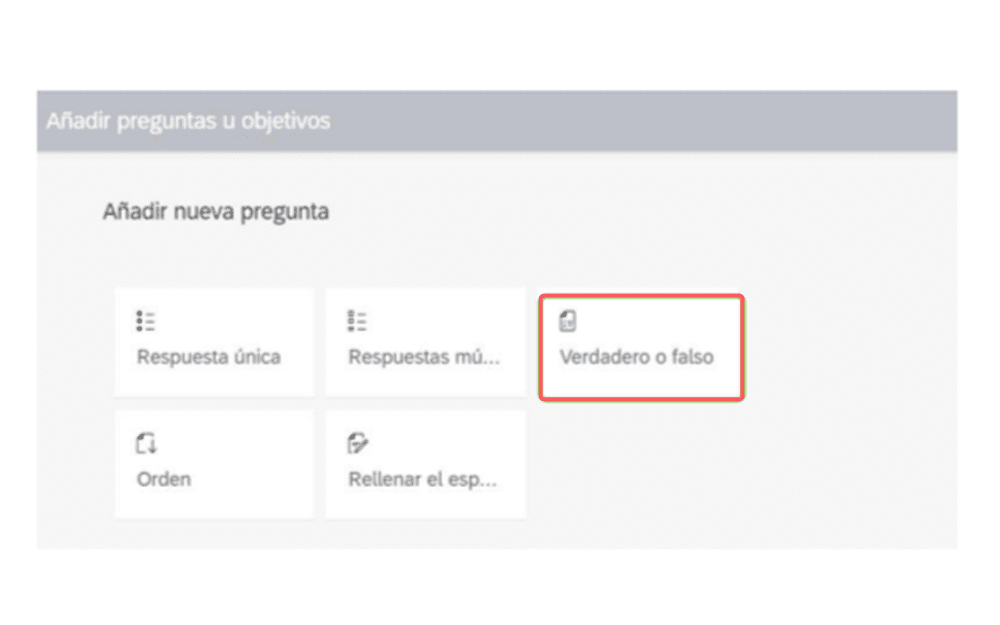 Añadir preguntas u objetivos
Añadir nueva pregunta
Respuesta única
Respuestas mú...
Verdadero o falso
Orden
Rellenar el esp...